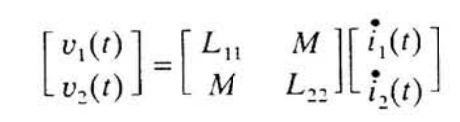 [ v₁(t) ] = [ L₁₁ M ] [ i̇₁(t) ]
[ v₂(t) ] [ M L₂₂ ] [ i̇₂(t) ]